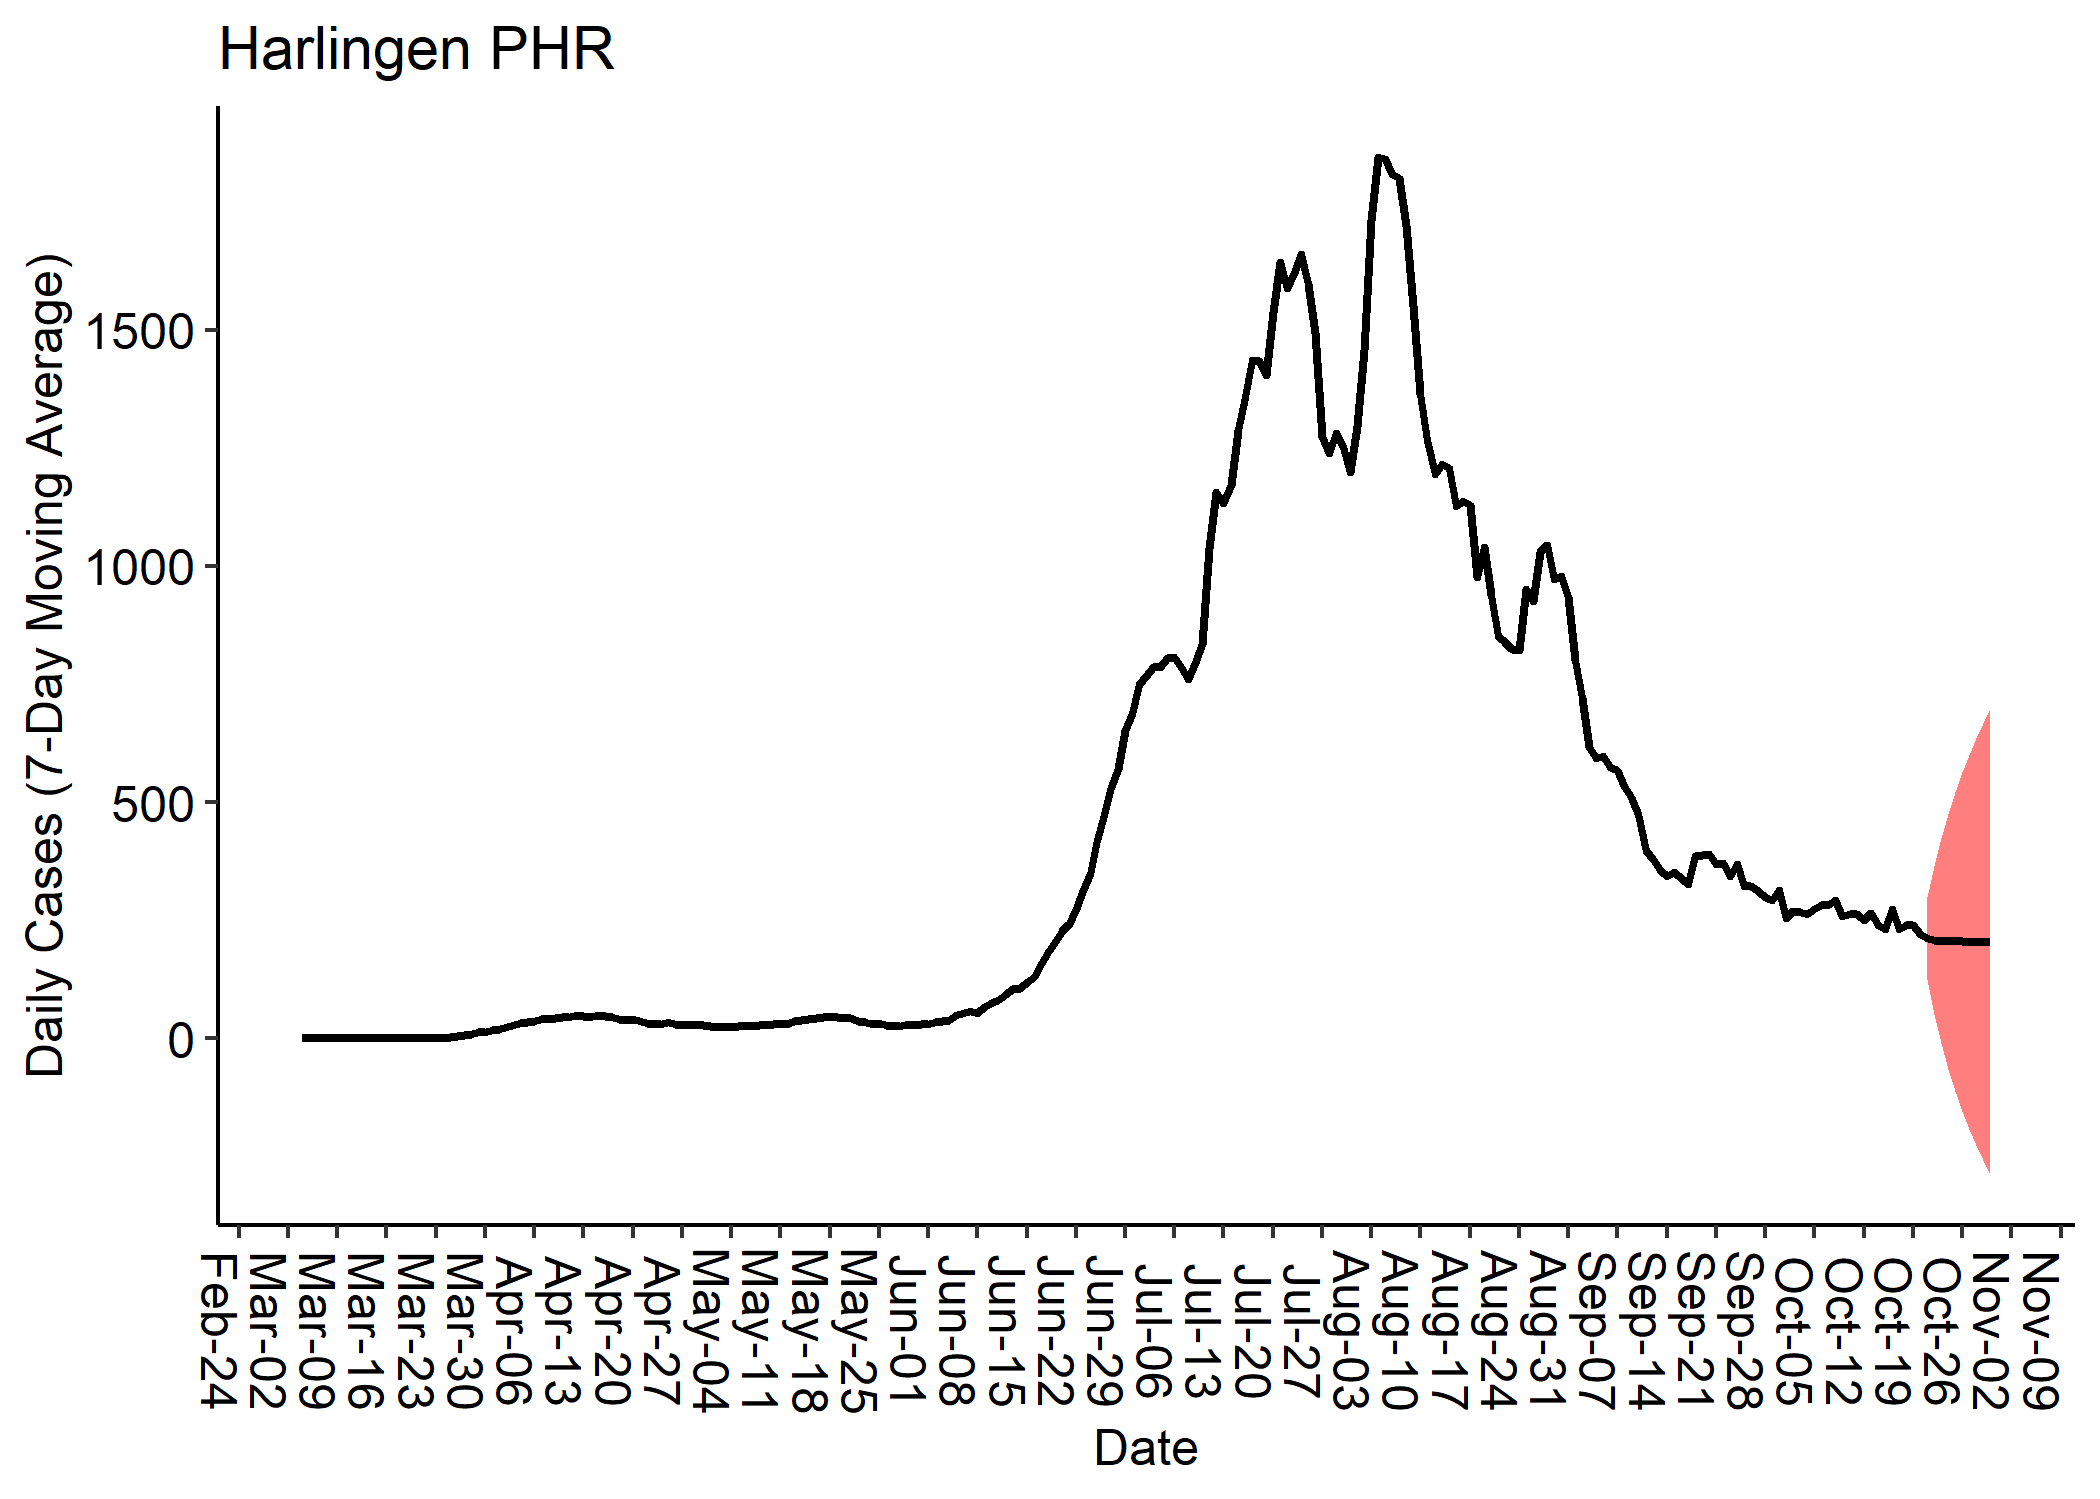 Harlingen PHR
Daily Cases (7-Day Moving Average)
1500
1000
500
0
Feb-24
Mar-02
Mar-09
Mar-16
Mar-23
Mar-30
Apr-06
Apr-13
Apr-20
Apr-27
May-04
May-11
May-18
May-25
Jun-01
Jun-08
Jun-15
Jun-22
Jun-29
Jul-06
Jul-13
Jul-20
Jul-27
Aug-03
Aug-10
Aug-17
Aug-24
Aug-31
Sep-07
Sep-14
Sep-21
Sep-28
Oct-05
Oct-12
Oct-19
Oct-26
Nov-02
Nov-09
Date